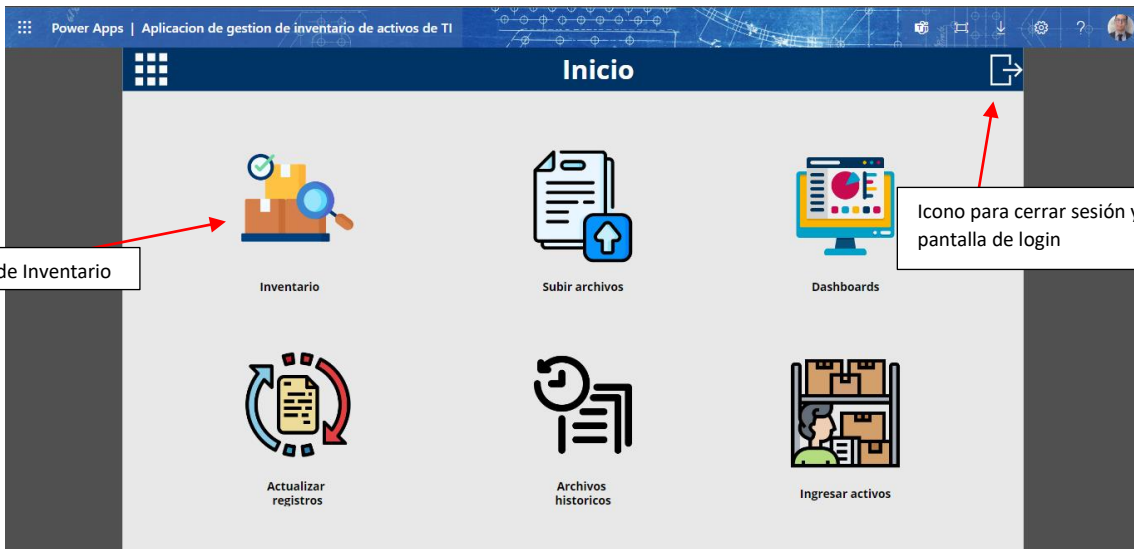 Power Apps | Aplicacion de gestion de inventario de activos de TI
Inicio
Icono para cerrar sesión y
pantalla de login
de Inventario
Inventario
Subir archivos
Dashboards
Actualizar
registros
Archivos
historicos
Ingresar activos